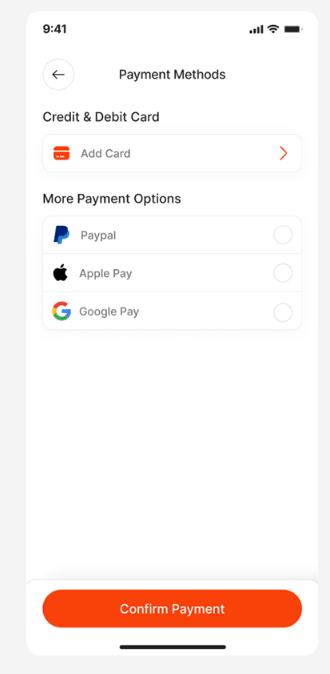 9:41
Payment Methods
Credit & Debit Card
Add Card
More Payment Options
Paypal
Apple Pay
Google Pay
Confirm Payment